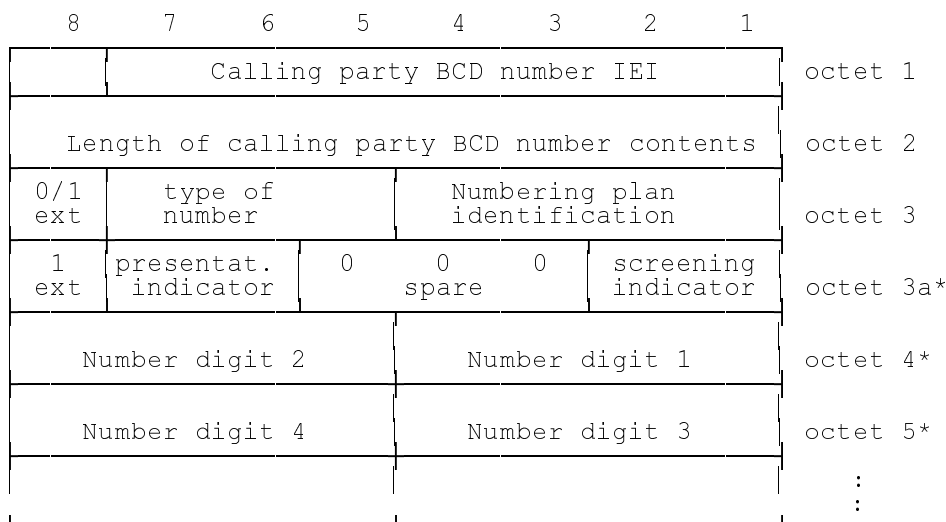 8 7 6 5 4 3 2 1
Calling party BCD number IEI octet 1
Length of calling party BCD number contents octet 2
0/1 type of Numbering plan
ext number identification octet 3
1 presentat. 0 0 0 screening
ext indicator spare indicator octet 3a*
Number digit 2 Number digit 1 octet 4*
Number digit 4 Number digit 3 octet 5*
:
: